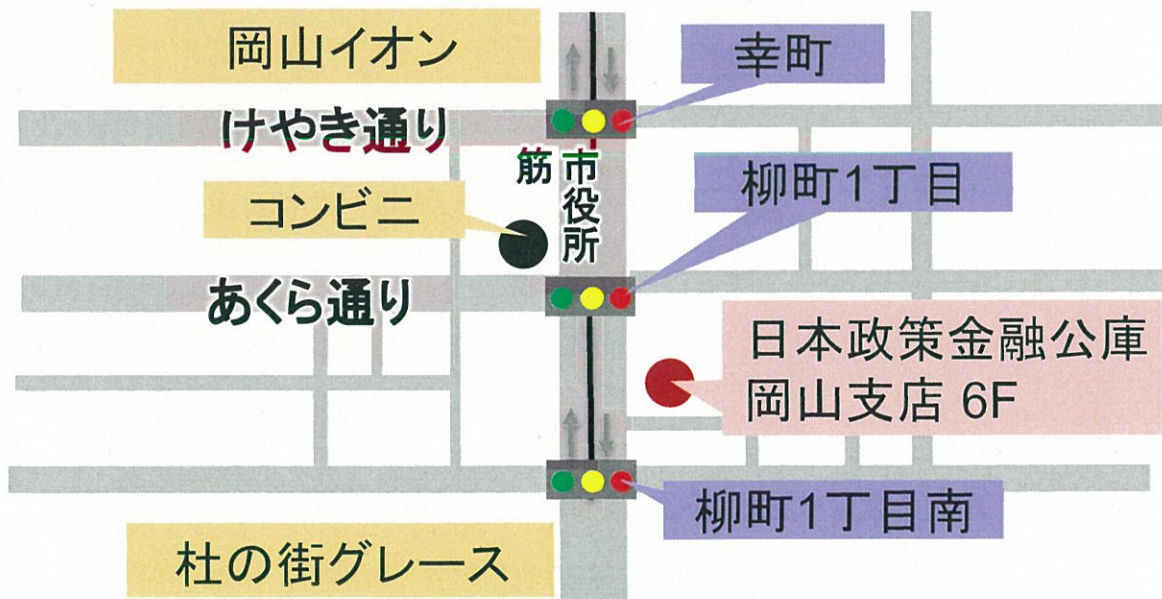 岡山イオン
幸町
けやき通り
市役所
筋
柳町1丁目
コンビニ
あくら通り
日本政策金融公庫
岡山支店 6F
柳町1丁目南
杜の街グレース